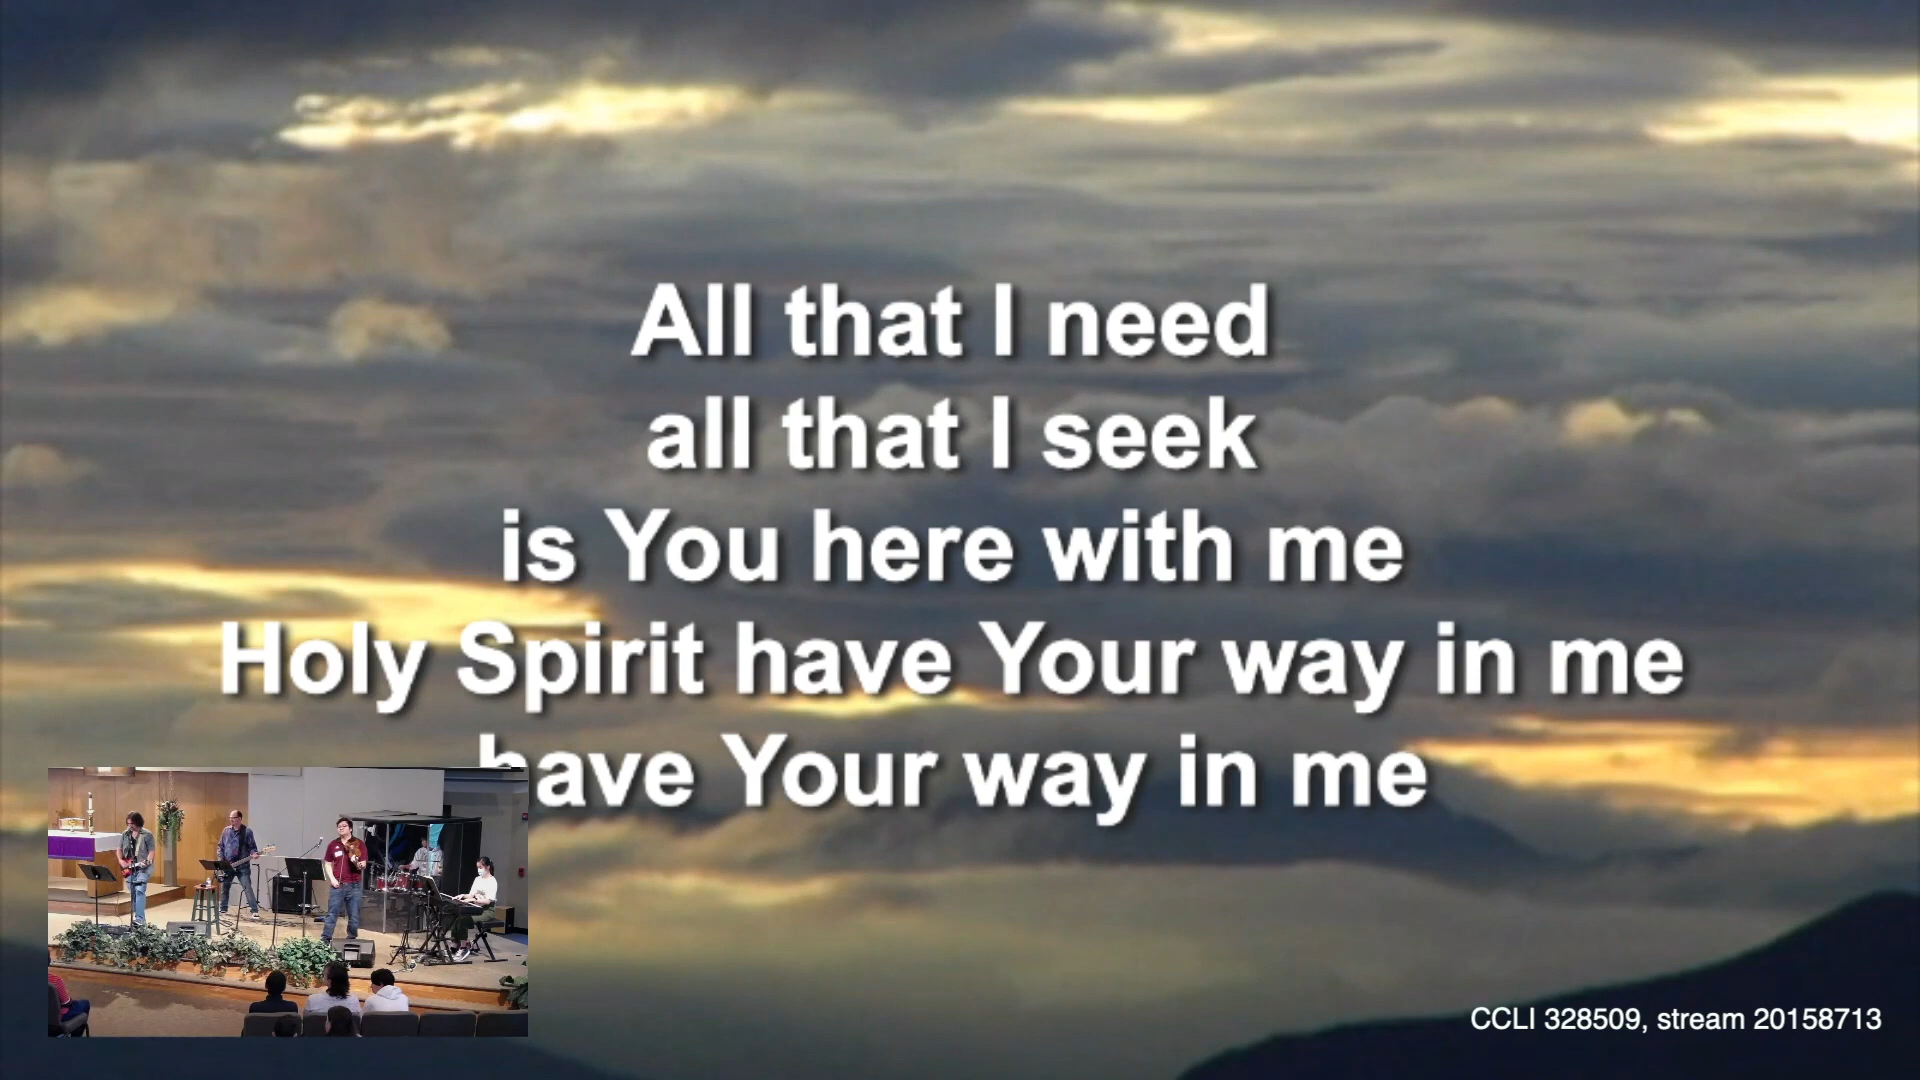 All that I need
all that I seek
is You here with me
Holy Spirit have Your way in me
have Your way in me
CCLI 328509, stream 20158713